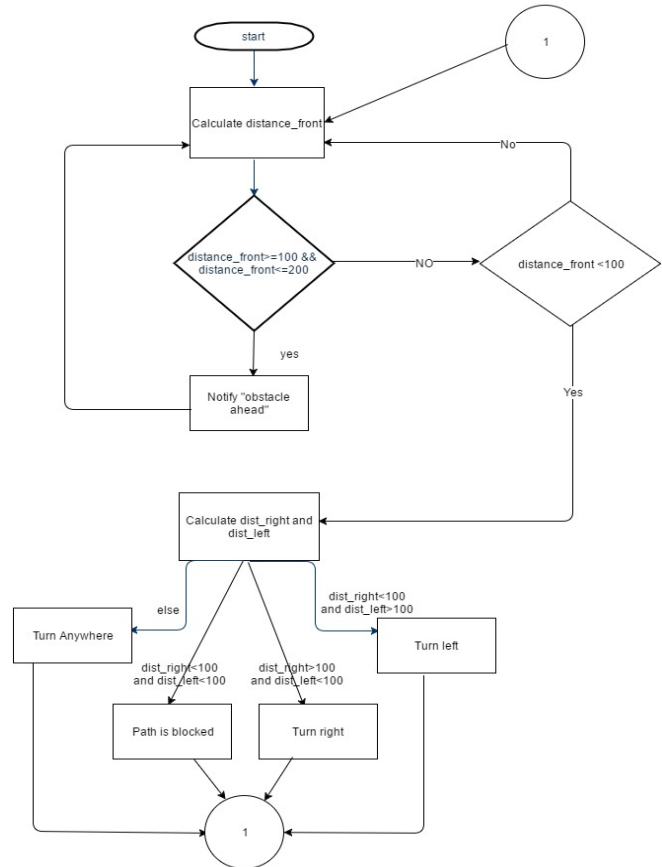 start
1
Calculate distance_front
No
distance_front>=100 &&
distance_front<=200
NO
distance_front <100
yes
Notify "obstacle
ahead"
Yes
Calculate dist_right and
dist_left
else
dist_right<100
and dist_left>100
Turn Anywhere
Turn left
dist_right<100
and dist_left<100
dist_right>100
and dist_left<100
Path is blocked
Turn right
1